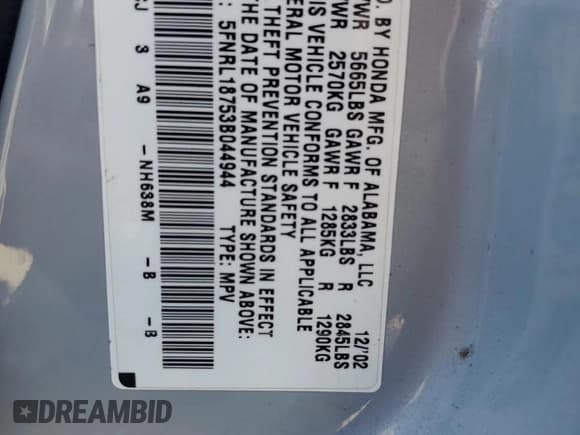 D. BY HONDA MFG. OF ALABAMA, LLC 12/'02
VWR 5665LBS GAWR F 2833LBS R 2845LBS
WR 2570KG GAWR F 1285KG R 1290KG
IS VEHICLE CONFORMS TO ALL APPLICABLE
ERAL MOTOR VEHICLE SAFETY
THEFT PREVENTION STANDARDS IN EFFECT
THE DATE OF MANUFACTURE SHOWN ABOVE:
: 5FNRL18753B044944 TYPE: MPV
J 3 A9 -NH638M -B -B
DREAMBID